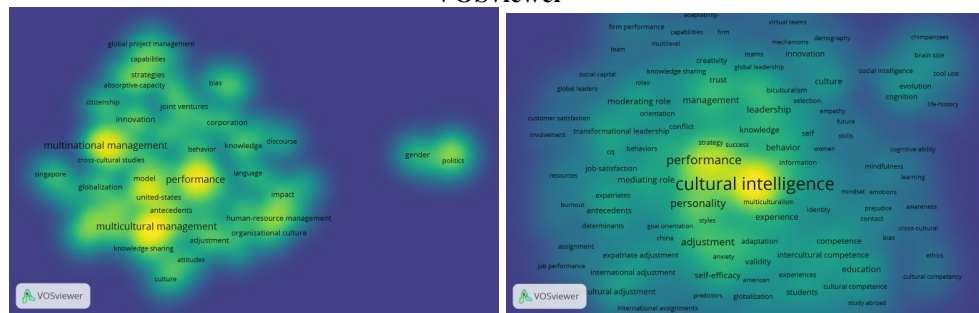 VOSviewer
global project management
capabilities
strategies
absorptive-capacity
bias
citizenship
joint ventures
innovation
corporation
multinational management
behavior
knowledge
discourse
cross-cultural studies
singapore
globalization
model
performance
language
united-states
impact
antecedents
human-resource management
multicultural management
organizational culture
adjustment
knowledge sharing
attitudes
culture
gender
politics
VOSviewer
adaptability
virtual teams
firm performance
capabilities
firm
mechanisms
demography
chimpanzees
team
multilevel
teams
innovation
brain size
creativity
global leadership
social capital
knowledge sharing
trust
social intelligence
tool use
global leaders
roles
culture
evolution
biculturalism
cognition
moderating role
management
selection
life-history
orientation
leadership
empathy
customer satisfaction
future
involvement
transformational leadership
conflict
knowledge
self
skills
strategy
success
cq
behaviors
behavior
women
cognitive ability
performance
information
job-satisfaction
mindfulness
resources
mediating role
cultural intelligence
learning
expatriates
mindset
emotions
burnout
personality
multiculturalism
antecedents
identity
prejudice
awareness
experience
contact
determinants
goal orientation
styles
cross-cultural
china
adjustment
adaptation
competence
bias
assignment
expatriate adjustment
anxiety
validity
intercultural competence
ethics
job performance
international adjustment
self-efficacy
american
experiences
education
cultural competency
cultural adjustment
cultural competence
predictors
globalization
students
study abroad
international assignments
VOSviewer